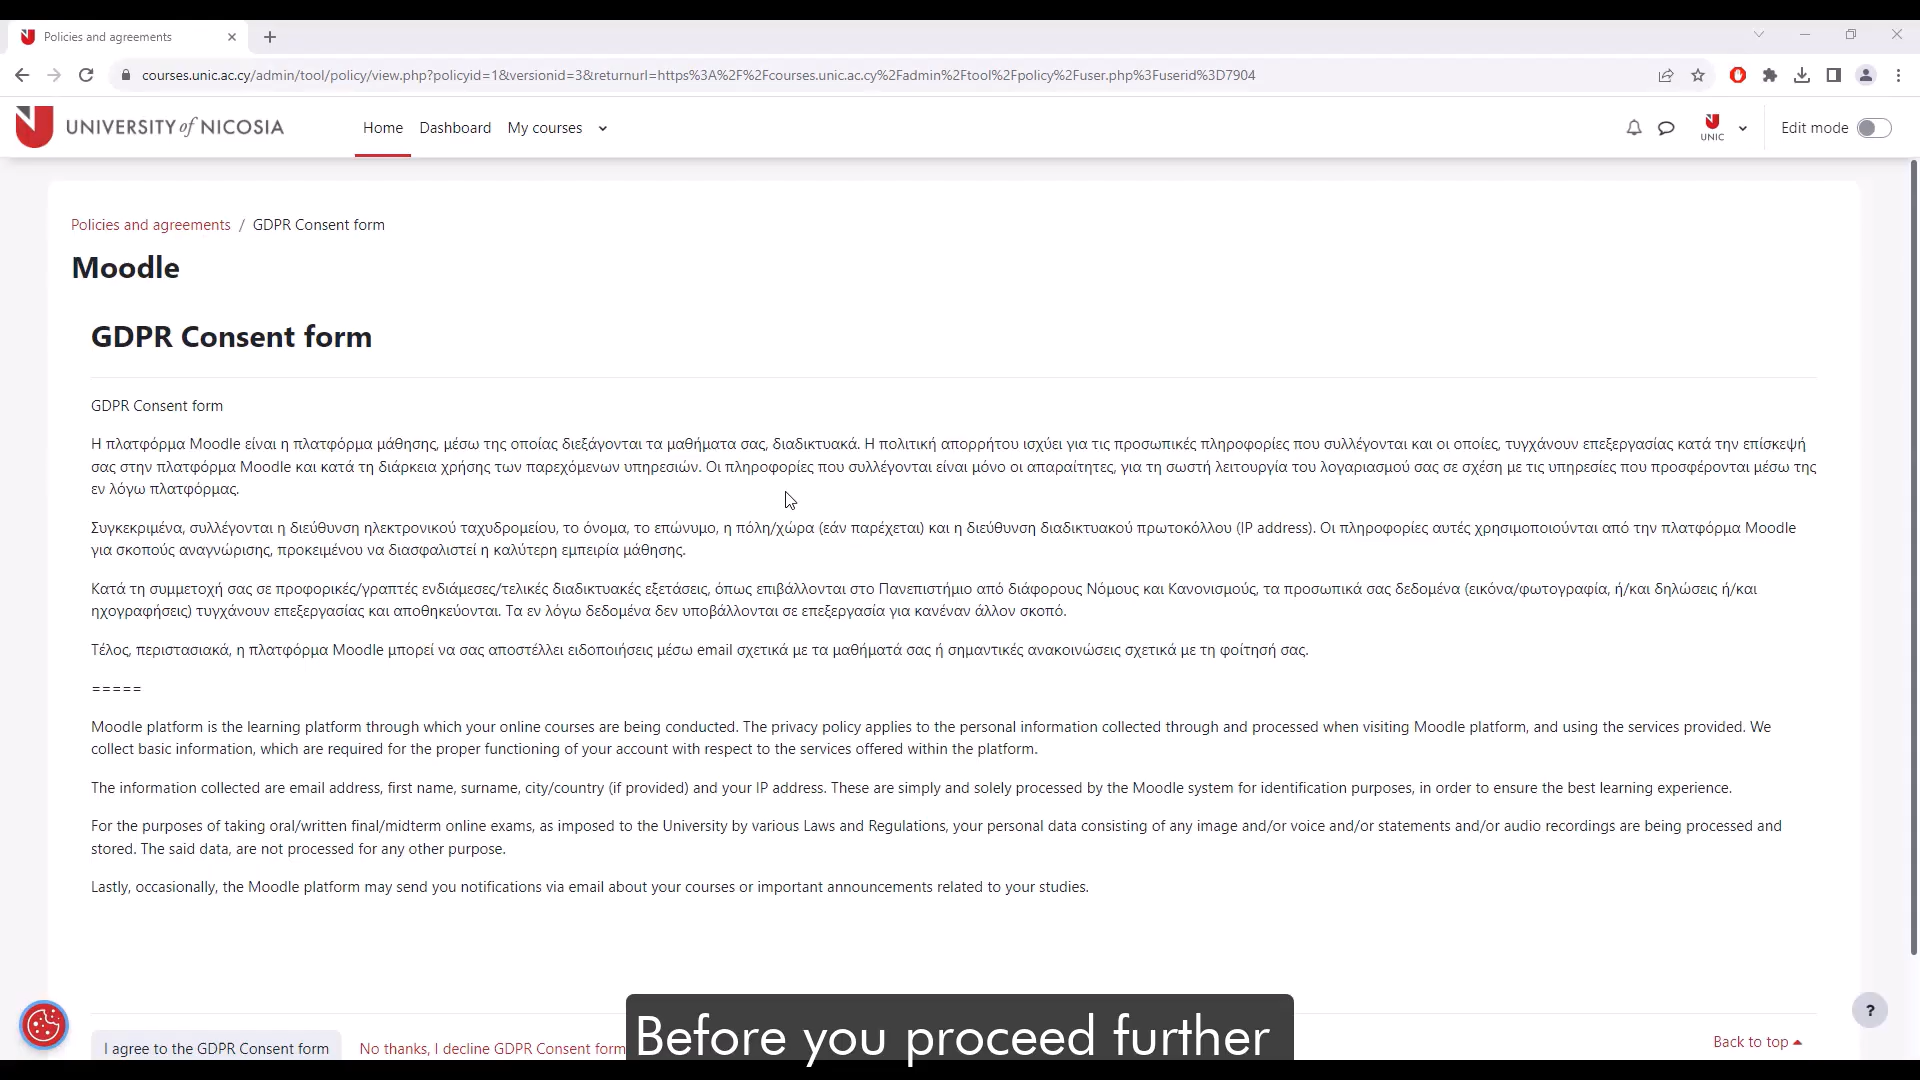 Policies and agreements
courses.unic.ac.cy/admin/tool/policy/view.php?policyid=1&versionid=3&returnurl=https%3A%2F%2Fcourses.unic.ac.cy%2Fadmin%2Ftool%2Fpolicy%2Fuser.php%3Fuserid%3D7904
UNIVERSITY of NICOSIA
Home Dashboard My courses
UNIC
Edit mode
Policies and agreements / GDPR Consent form
Moodle
GDPR Consent form
GDPR Consent form
Η πλατφόρμα Moodle είναι η πλατφόρμα μάθησης, μέσω της οποίας διεξάγονται τα μαθήματα σας, διαδικτυακά. Η πολιτική απορρήτου ισχύει για τις προσωπικές πληροφορίες που συλλέγονται και οι οποίες, τυγχάνουν επεξεργασίας κατά την επίσκεψή
σας στην πλατφόρμα Moodle και κατά τη διάρκεια χρήσης των παρεχόμενων υπηρεσιών. Οι πληροφορίες που συλλέγονται είναι μόνο οι απαραίτητες, για τη σωστή λειτουργία του λογαριασμού σας σε σχέση με τις υπηρεσίες που προσφέρονται μέσω της
εν λόγω πλατφόρμας.
Συγκεκριμένα, συλλέγονται η διεύθυνση ηλεκτρονικού ταχυδρομείου, το όνομα, το επώνυμο, η πόλη/χώρα (εάν παρέχεται) και η διεύθυνση διαδικτυακού πρωτοκόλλου (IP address). Οι πληροφορίες αυτές χρησιμοποιούνται από την πλατφόρμα Moodle
για σκοπούς αναγνώρισης, προκειμένου να διασφαλιστεί η καλύτερη εμπειρία μάθησης.
Κατά τη συμμετοχή σας σε προφορικές/γραπτές ενδιάμεσες/τελικές διαδικτυακές εξετάσεις, όπως επιβάλλονται στο Πανεπιστήμιο από διάφορους Νόμους και Κανονισμούς, τα προσωπικά σας δεδομένα (εικόνα/φωτογραφία, ή/και δηλώσεις ή/και
ηχογραφήσεις) τυγχάνουν επεξεργασίας και αποθηκεύονται. Τα εν λόγω δεδομένα δεν υποβάλλονται σε επεξεργασία για κανέναν άλλον σκοπό.
Τέλος, περιστασιακά, η πλατφόρμα Moodle μπορεί να σας αποστέλλει ειδοποιήσεις μέσω email σχετικά με τα μαθήματά σας ή σημαντικές ανακοινώσεις σχετικά με τη φοίτησή σας.
=====
Moodle platform is the learning platform through which your online courses are being conducted. The privacy policy applies to the personal information collected through and processed when visiting Moodle platform, and using the services provided. We
collect basic information, which are required for the proper functioning of your account with respect to the services offered within the platform.
The information collected are email address, first name, surname, city/country (if provided) and your IP address. These are simply and solely processed by the Moodle system for identification purposes, in order to ensure the best learning experience.
For the purposes of taking oral/written final/midterm online exams, as imposed to the University by various Laws and Regulations, your personal data consisting of any image and/or voice and/or statements and/or audio recordings are being processed and
stored. The said data, are not processed for any other purpose.
Lastly, occasionally, the Moodle platform may send you notifications via email about your courses or important announcements related to your studies.
?
I agree to the GDPR Consent form No thanks, I decline GDPR Consent form
Back to top
Before you proceed further